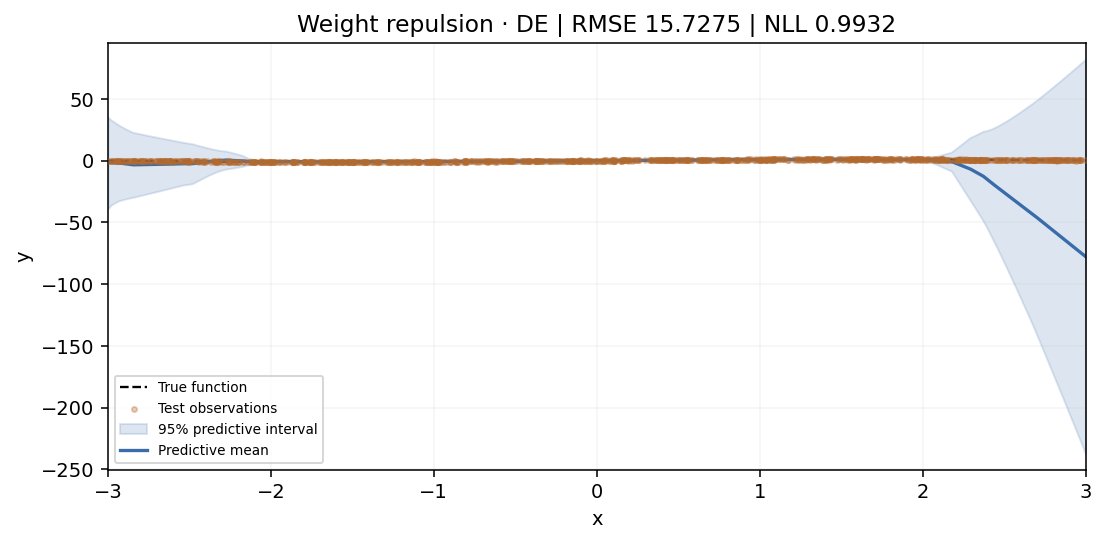 Weight repulsion · DE | RMSE 15.7275 | NLL 0.9932
y
50
0
−50
−100
−150
−200
−250
True function
Test observations
95% predictive interval
Predictive mean
−3
−2
−1
0
1
2
3
x